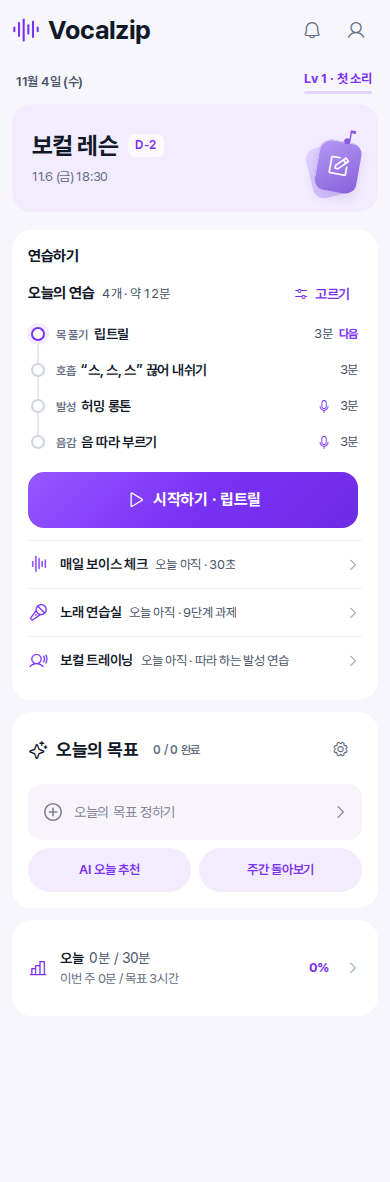 Vocalzip
11월 4일 (수)
Lv 1 · 첫 소리
보컬 레슨 D-2
11.6 (금) 18:30
연습하기
오늘의 연습 4개 · 약 12분 고르기
목 풀기 립트릴 3분 다음
호흡 “스, 스, 스” 끊어 내쉬기 3분
발성 허밍 롱톤 3분
음감 음 따라 부르기 3분
시작하기 · 립트릴
매일 보이스 체크 오늘 아직 · 30초
노래 연습실 오늘 아직 · 9단계 과제
보컬 트레이닝 오늘 아직 · 따라 하는 발성 연습
오늘의 목표 0 / 0 완료
오늘의 목표 정하기
AI 오늘 추천 주간 돌아보기
오늘 0분 / 30분
이번 주 0분 / 목표 3시간 0%